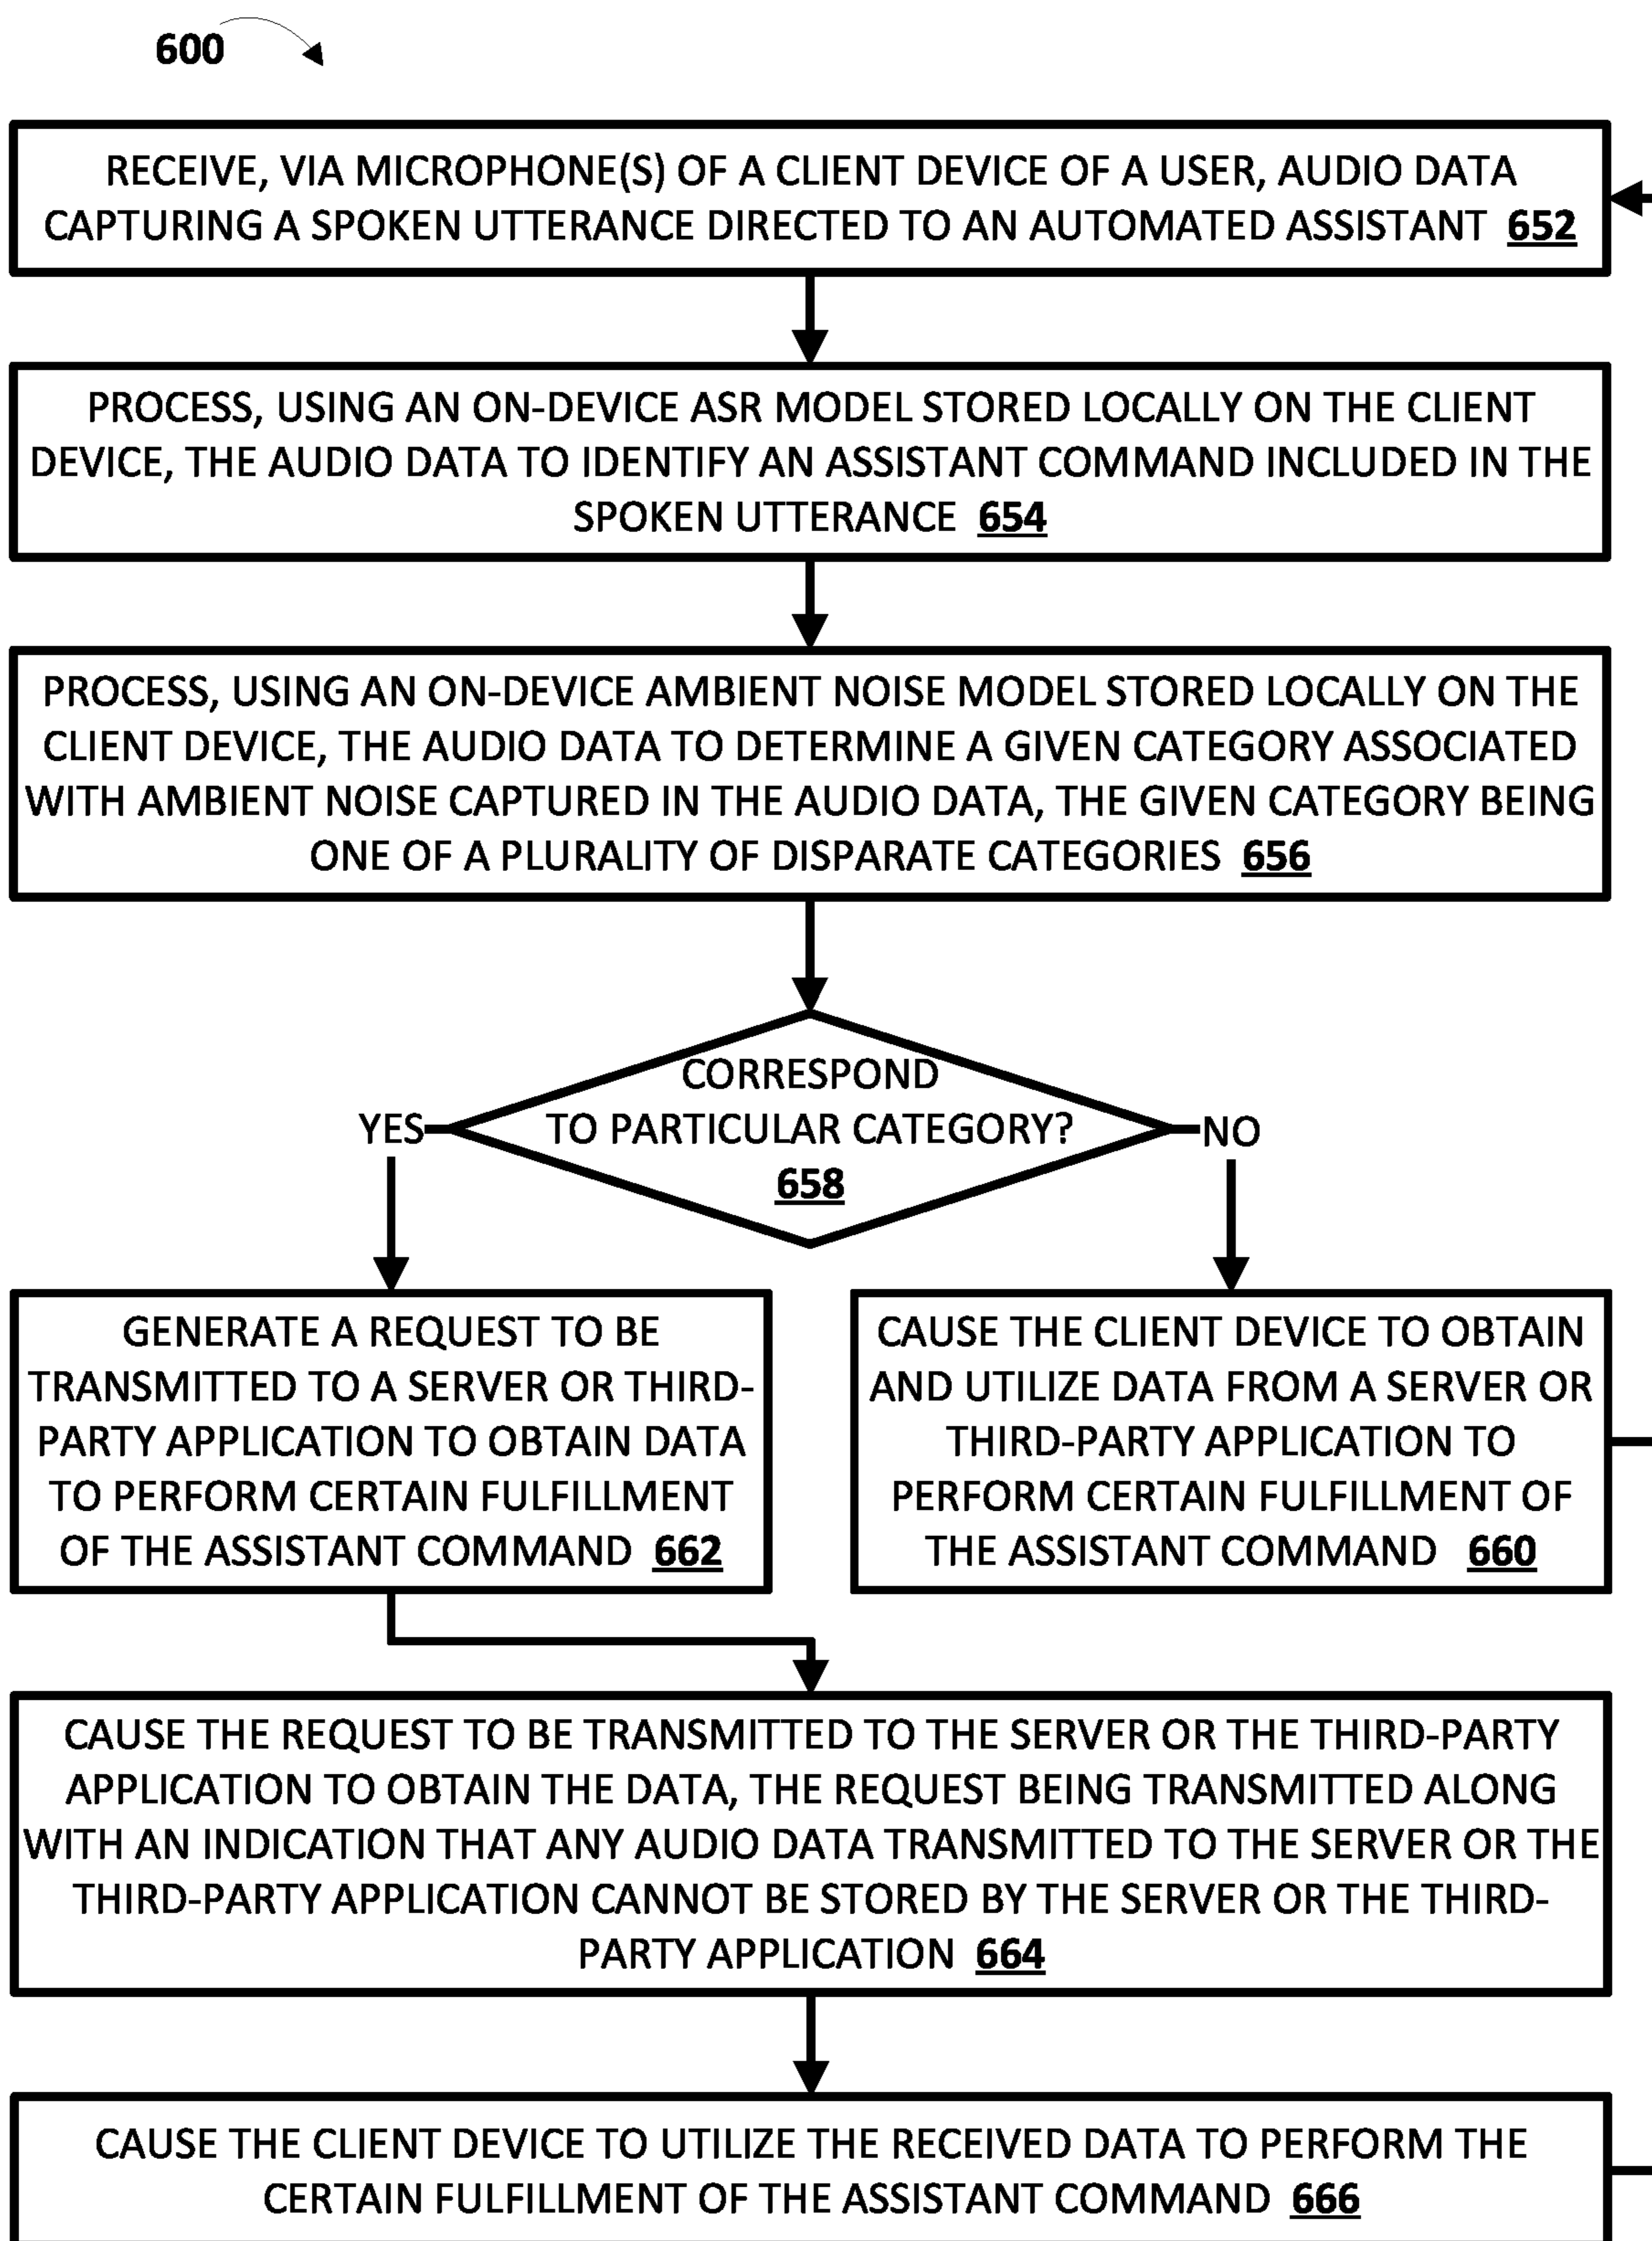 600
RECEIVE, VIA MICROPHONE(S) OF A CLIENT DEVICE OF A USER, AUDIO DATA
CAPTURING A SPOKEN UTTERANCE DIRECTED TO AN AUTOMATED ASSISTANT 652
PROCESS, USING AN ON-DEVICE ASR MODEL STORED LOCALLY ON THE CLIENT
DEVICE, THE AUDIO DATA TO IDENTIFY AN ASSISTANT COMMAND INCLUDED IN THE
SPOKEN UTTERANCE 654
PROCESS, USING AN ON-DEVICE AMBIENT NOISE MODEL STORED LOCALLY ON THE
CLIENT DEVICE, THE AUDIO DATA TO DETERMINE A GIVEN CATEGORY ASSOCIATED
WITH AMBIENT NOISE CAPTURED IN THE AUDIO DATA, THE GIVEN CATEGORY BEING
ONE OF A PLURALITY OF DISPARATE CATEGORIES 656
CORRESPOND
TO PARTICULAR CATEGORY?
658
YES
NO
GENERATE A REQUEST TO BE
TRANSMITTED TO A SERVER OR THIRD-
PARTY APPLICATION TO OBTAIN DATA
TO PERFORM CERTAIN FULFILLMENT
OF THE ASSISTANT COMMAND 662
CAUSE THE CLIENT DEVICE TO OBTAIN
AND UTILIZE DATA FROM A SERVER OR
THIRD-PARTY APPLICATION TO
PERFORM CERTAIN FULFILLMENT OF
THE ASSISTANT COMMAND 660
CAUSE THE REQUEST TO BE TRANSMITTED TO THE SERVER OR THE THIRD-PARTY
APPLICATION TO OBTAIN THE DATA, THE REQUEST BEING TRANSMITTED ALONG
WITH AN INDICATION THAT ANY AUDIO DATA TRANSMITTED TO THE SERVER OR THE
THIRD-PARTY APPLICATION CANNOT BE STORED BY THE SERVER OR THE THIRD-
PARTY APPLICATION 664
CAUSE THE CLIENT DEVICE TO UTILIZE THE RECEIVED DATA TO PERFORM THE
CERTAIN FULFILLMENT OF THE ASSISTANT COMMAND 666